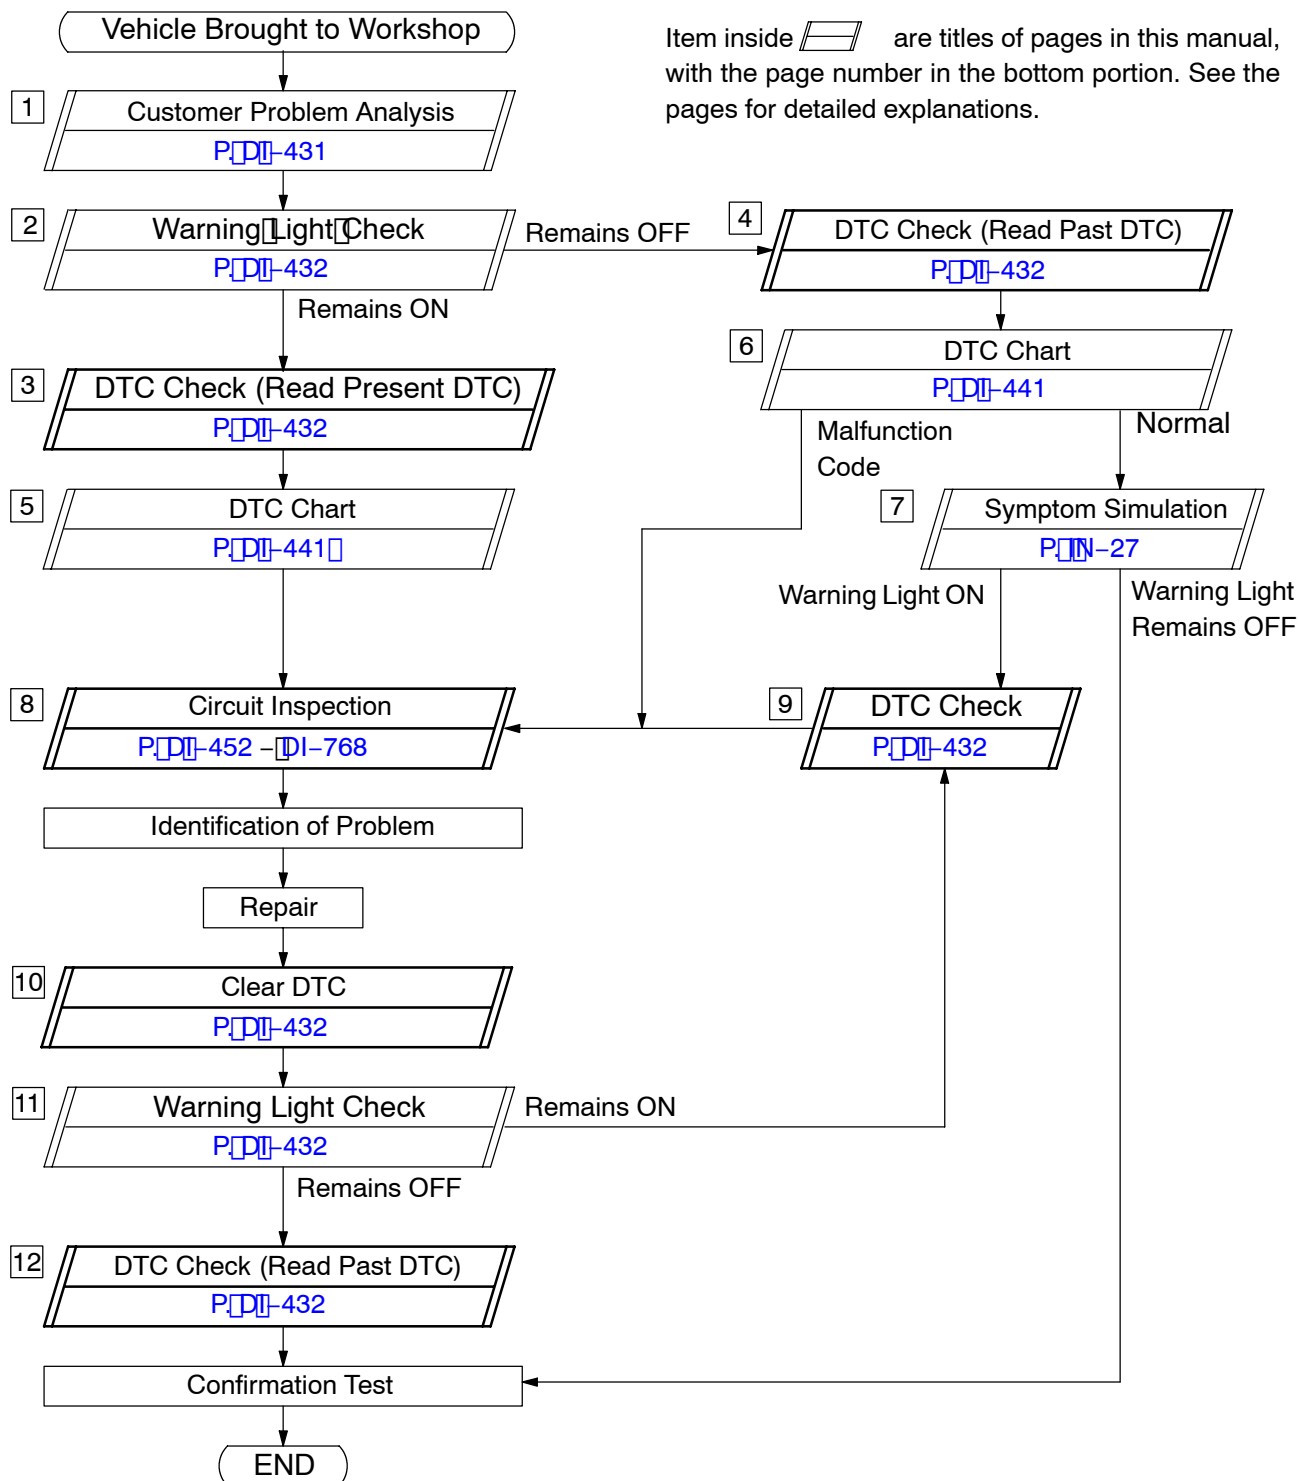 Vehicle Brought to Workshop
Item inside are titles of pages in this manual,
with the page number in the bottom portion. See the
pages for detailed explanations.
1
Customer Problem Analysis
P. DI–431
2
Warning Light Check
P. DI–432
Remains OFF
Remains ON
4
DTC Check (Read Past DTC)
P. DI–432
3
DTC Check (Read Present DTC)
P. DI–432
6
DTC Chart
P. DI–441
Malfunction
Code
Normal
5
DTC Chart
P. DI–441
7
Symptom Simulation
P. IN–27
Warning Light ON
Warning Light
Remains OFF
8
Circuit Inspection
P. DI–452 – DI–768
9
DTC Check
P. DI–432
Identification of Problem
Repair
10
Clear DTC
P. DI–432
11
Warning Light Check
P. DI–432
Remains ON
Remains OFF
12
DTC Check (Read Past DTC)
P. DI–432
Confirmation Test
END